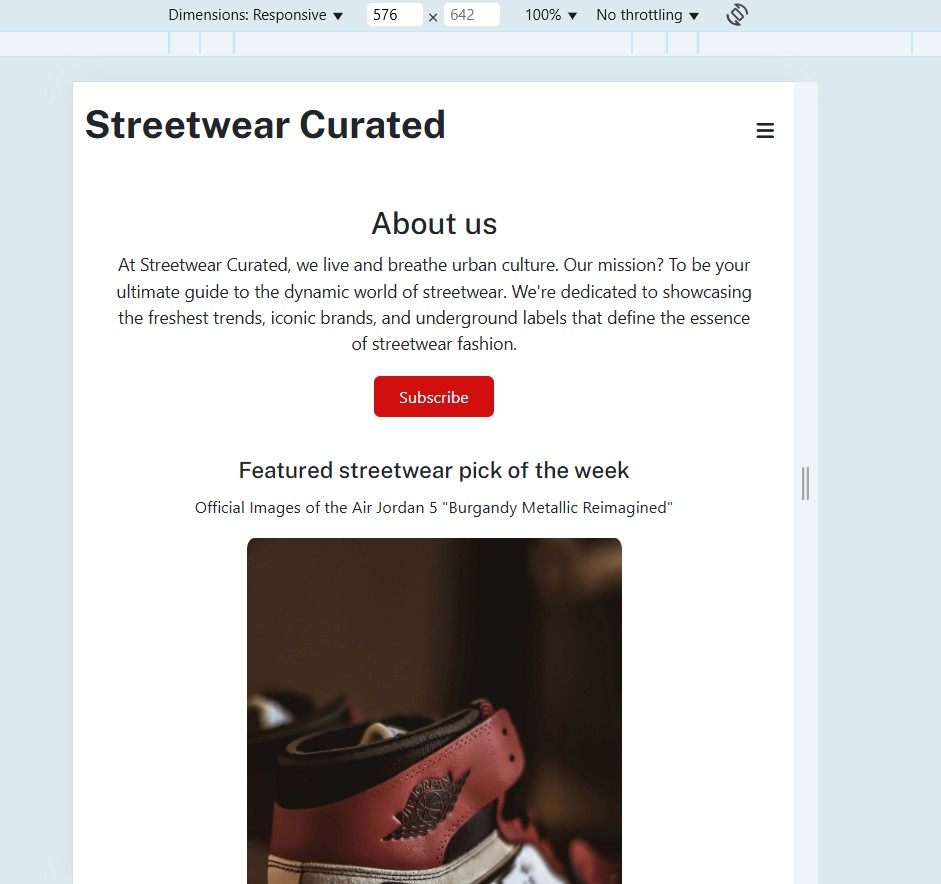 Dimensions: Responsive ▼ 576 × 642 100% ▼ No throttling ▼
Streetwear Curated
About us
At Streetwear Curated, we live and breathe urban culture. Our mission? To be your
ultimate guide to the dynamic world of streetwear. We're dedicated to showcasing
the freshest trends, iconic brands, and underground labels that define the essence
of streetwear fashion.
Subscribe
Featured streetwear pick of the week
Official Images of the Air Jordan 5 "Burgandy Metallic Reimagined"